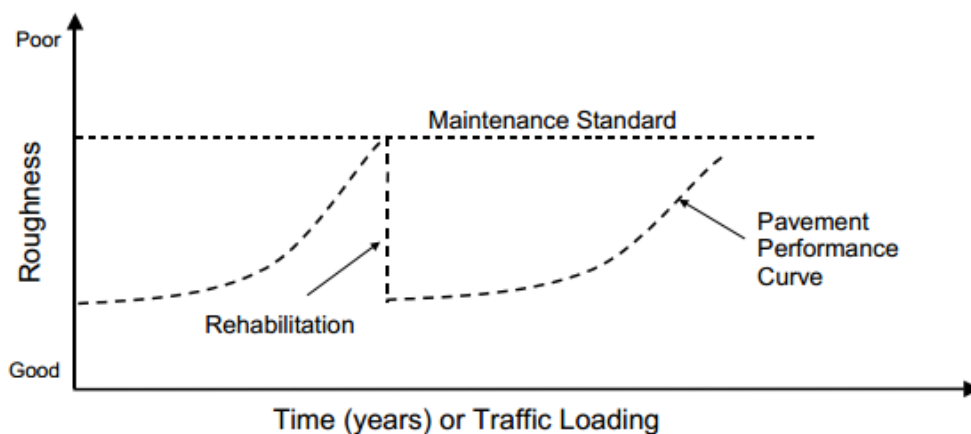 Poor
Maintenance Standard
Roughness
Pavement
Performance
Curve
Rehabilitation
Good
Time (years) or Traffic Loading